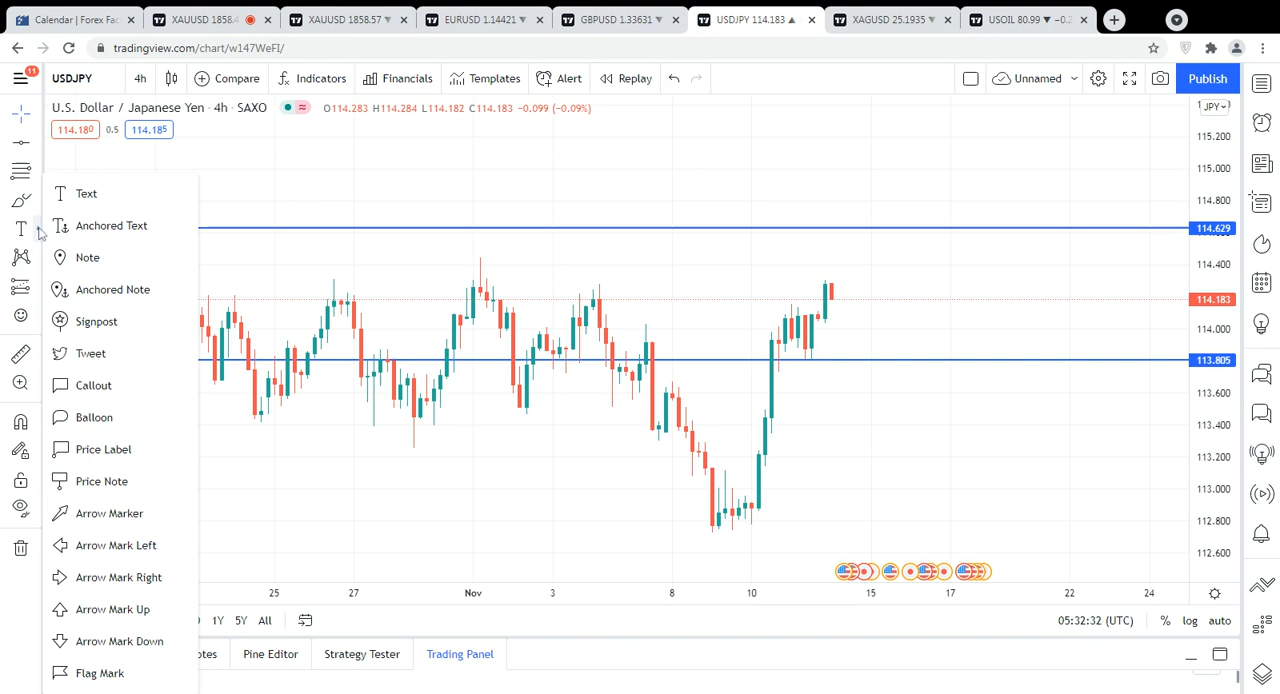 Calendar | Forex Fac
XAUUSD 1858.4
XAUUSD 1858.57 ▼
EURUSD 1.14421 ▼
GBPUSD 1.33631 ▼
USDJPY 114.183 ▲
XAGUSD 25.1935 ▼
USOIL 80.99 ▼ −0.2
tradingview.com/chart/w147WeFI/
11
USDJPY
4h
Compare
Indicators
Financials
Templates
Alert
Replay
Unnamed
Publish
U.S. Dollar / Japanese Yen · 4h · SAXO
O114.283 H114.284 L114.182 C114.183 −0.099 (−0.09%)
JPY
114.180
0.5
114.185
115.200
115.000
114.800
114.629
114.400
114.183
114.000
113.805
113.600
113.400
113.200
113.000
112.800
112.600
Text
Anchored Text
Note
Anchored Note
Signpost
Tweet
Callout
Balloon
Price Label
Price Note
Arrow Marker
Arrow Mark Left
Arrow Mark Right
Arrow Mark Up
Arrow Mark Down
Flag Mark
25
27
Nov
3
8
10
15
17
22
24
1Y
5Y
All
05:32:32 (UTC)
%
log
auto
otes
Pine Editor
Strategy Tester
Trading Panel